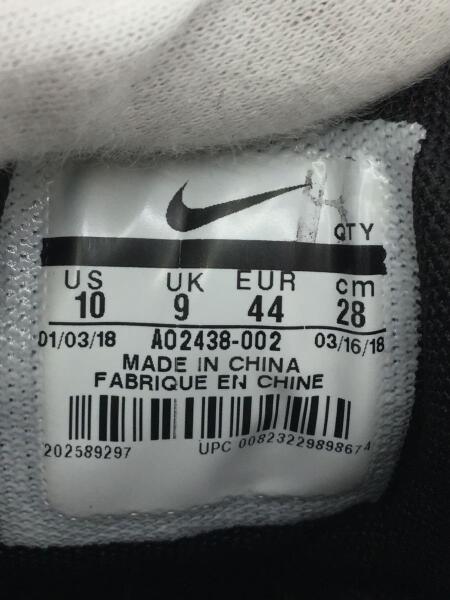 QTY
US UK EUR cm
10 9 44 28
01/03/18 AO2438-002 03/16/18
MADE IN CHINA
FABRIQUE EN CHINE
202589297 UPC 00823229898674